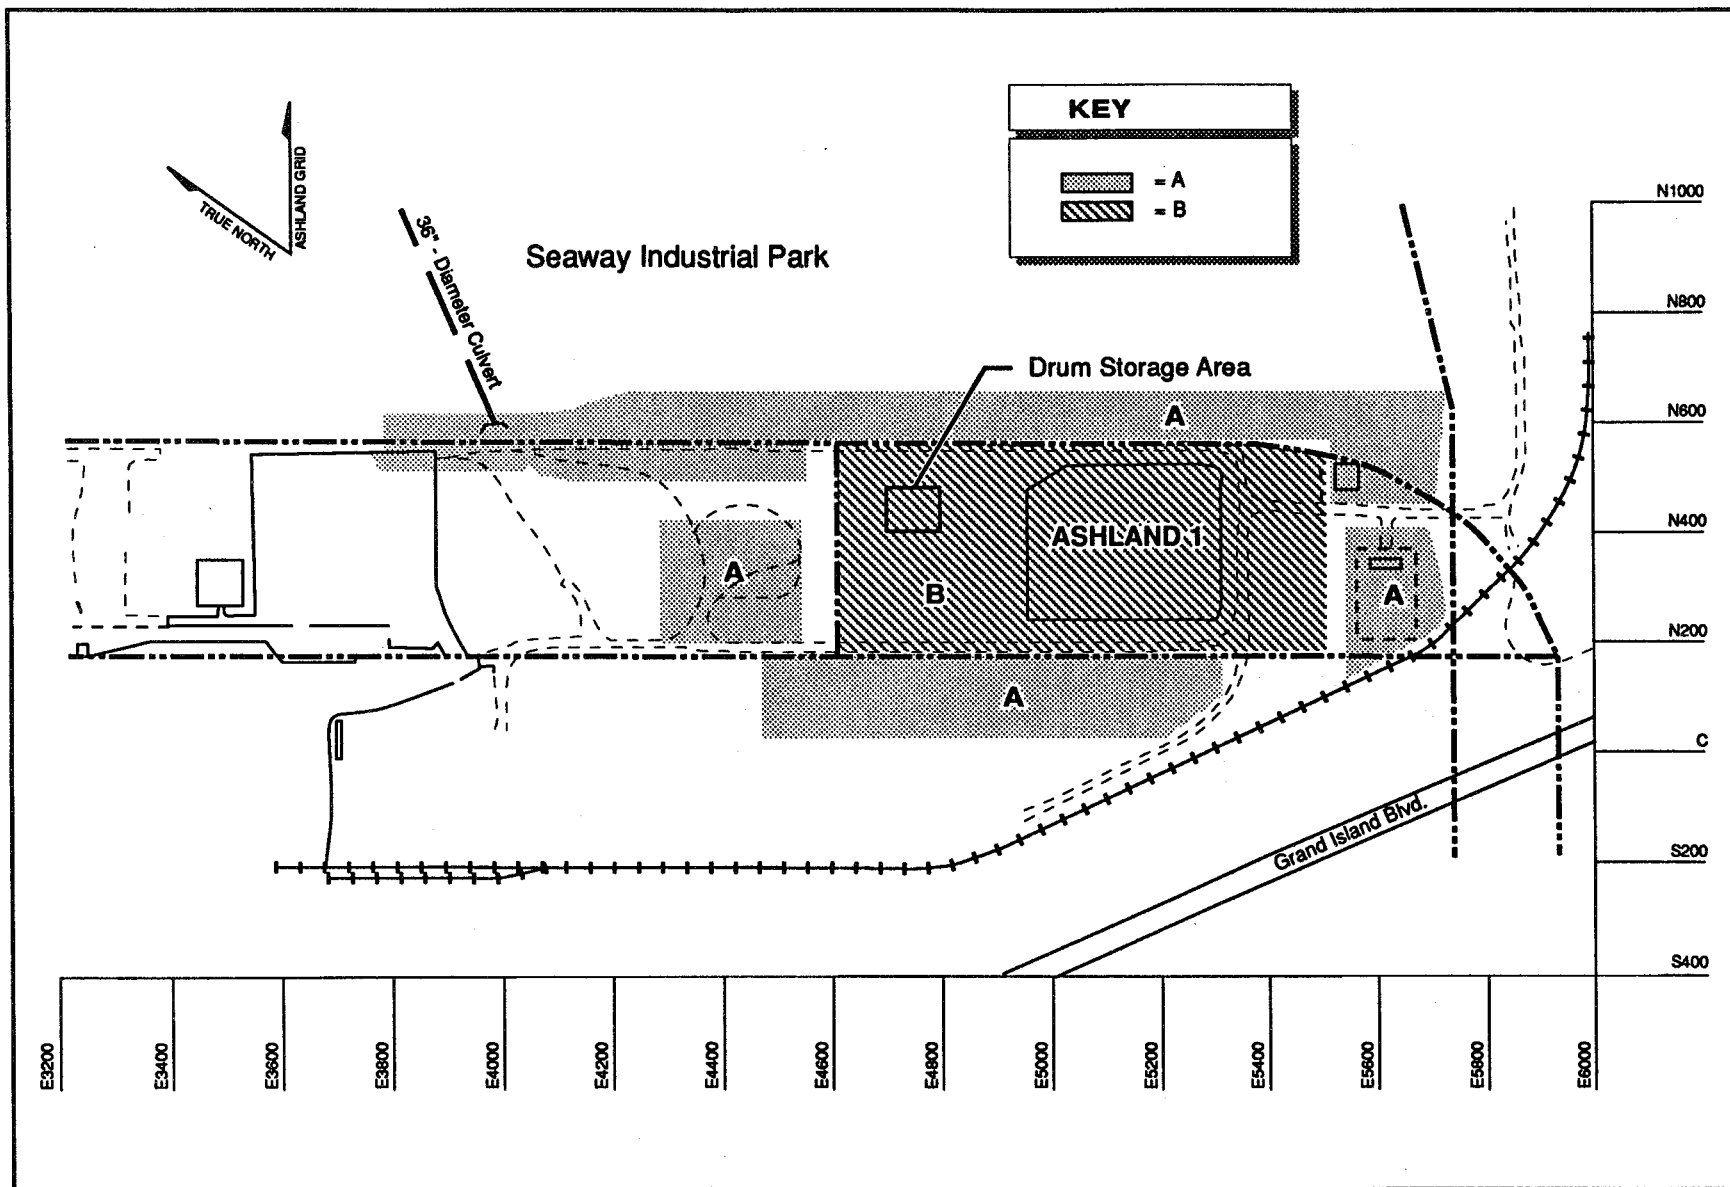 KEY
= A
= B
ASHLAND GRID
TRUE NORTH
36" - Diameter Culvert
Seaway Industrial Park
Drum Storage Area
A
A
ASHLAND 1
B
A
A
Grand Island Blvd.
N1000
N800
N600
N400
N200
C
S200
S400
E3200
E3400
E3600
E3800
E4000
E4200
E4400
E4600
E4800
E5000
E5200
E5400
E5600
E5800
E6000